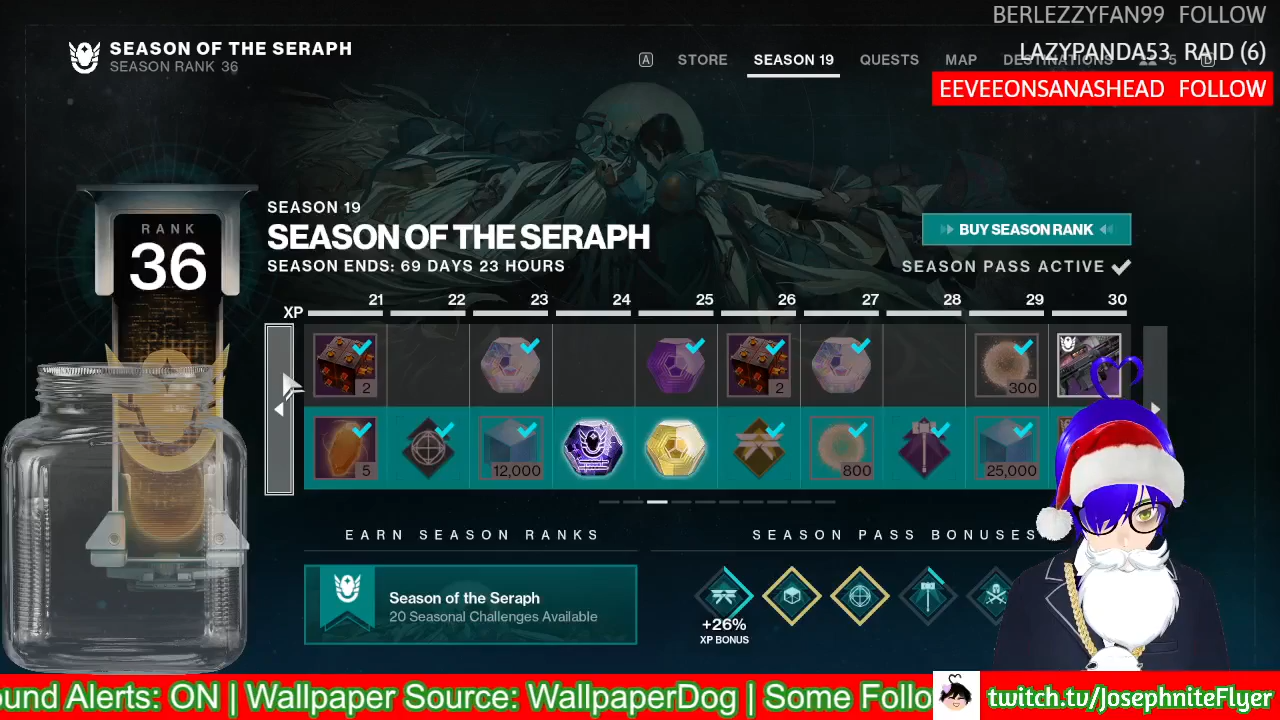 BERLEZZYFAN99 FOLLOW
LAZYPANDA53 RAID (6)
EEVEEONSANASHEAD FOLLOW
SEASON OF THE SERAPH
SEASON RANK 36
A STORE SEASON 19 QUESTS MAP DESTINATIONS 5 D
RANK
36
SEASON 19
SEASON OF THE SERAPH
SEASON ENDS: 69 DAYS 23 HOURS
BUY SEASON RANK
SEASON PASS ACTIVE
XP 21 22 23 24 25 26 27 28 29 30
2 2 300
5 12,000 800 25,000
EARN SEASON RANKS
SEASON PASS BONUSES
Season of the Seraph
20 Seasonal Challenges Available
+26%
XP BONUS
ound Alerts: ON | Wallpaper Source: WallpaperDog | Some Follo
twitch.tv/JosephniteFlyer